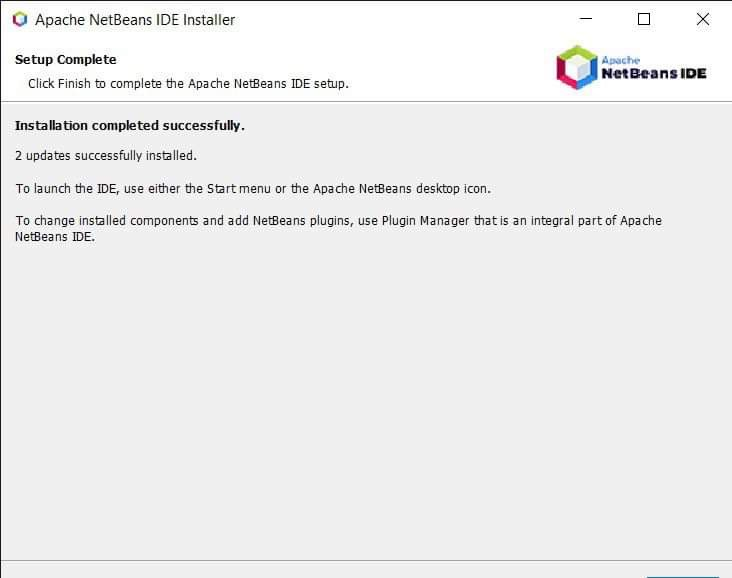 Apache NetBeans IDE Installer
Setup Complete
Click Finish to complete the Apache NetBeans IDE setup.
Apache
NetBeans IDE
Installation completed successfully.
2 updates successfully installed.
To launch the IDE, use either the Start menu or the Apache NetBeans desktop icon.
To change installed components and add NetBeans plugins, use Plugin Manager that is an integral part of Apache
NetBeans IDE.